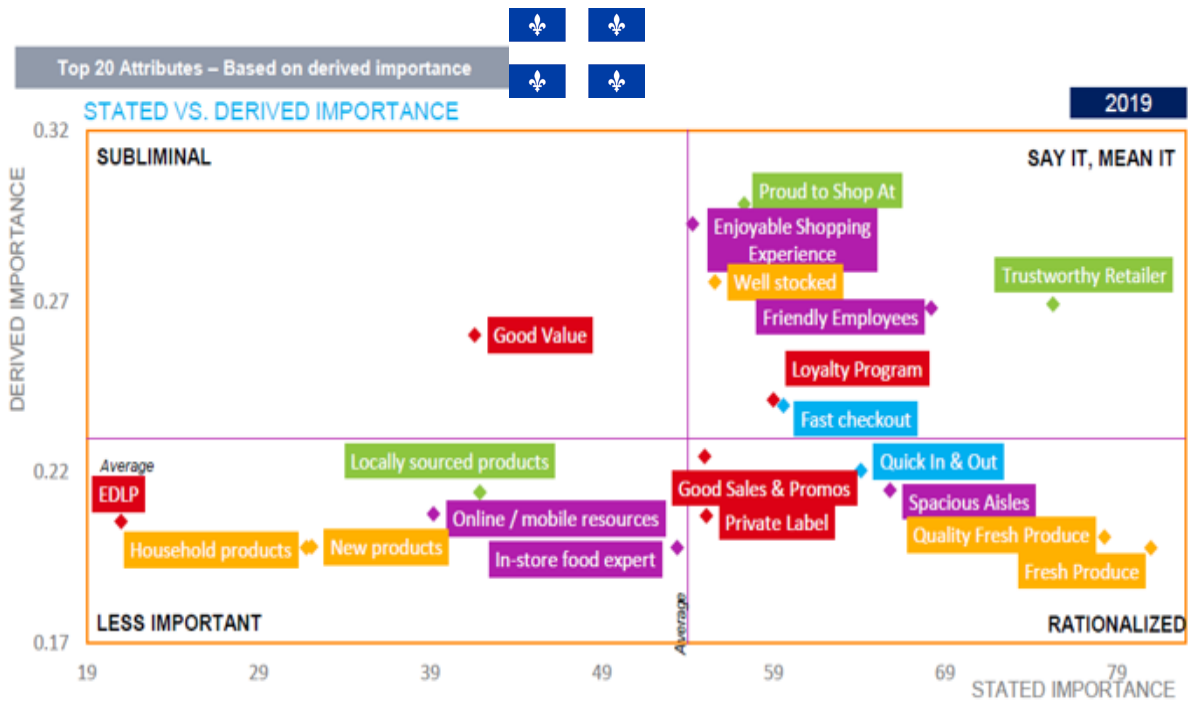 Top 20 Attributes – Based on derived importance
STATED VS. DERIVED IMPORTANCE
2019
0.32
SUBLIMINAL
SAY IT, MEAN IT
Proud to Shop At
Enjoyable Shopping
Experience
Well stocked
Trustworthy Retailer
0.27
Friendly Employees
Good Value
DERIVED IMPORTANCE
Loyalty Program
Fast checkout
Average
0.22
Locally sourced products
Quick In & Out
EDLP
Good Sales & Promos
Spacious Aisles
Online / mobile resources
Private Label
Household products
New products
Quality Fresh Produce
In-store food expert
Fresh Produce
LESS IMPORTANT
Average
RATIONALIZED
0.17
19
29
39
49
59
69
79
STATED IMPORTANCE